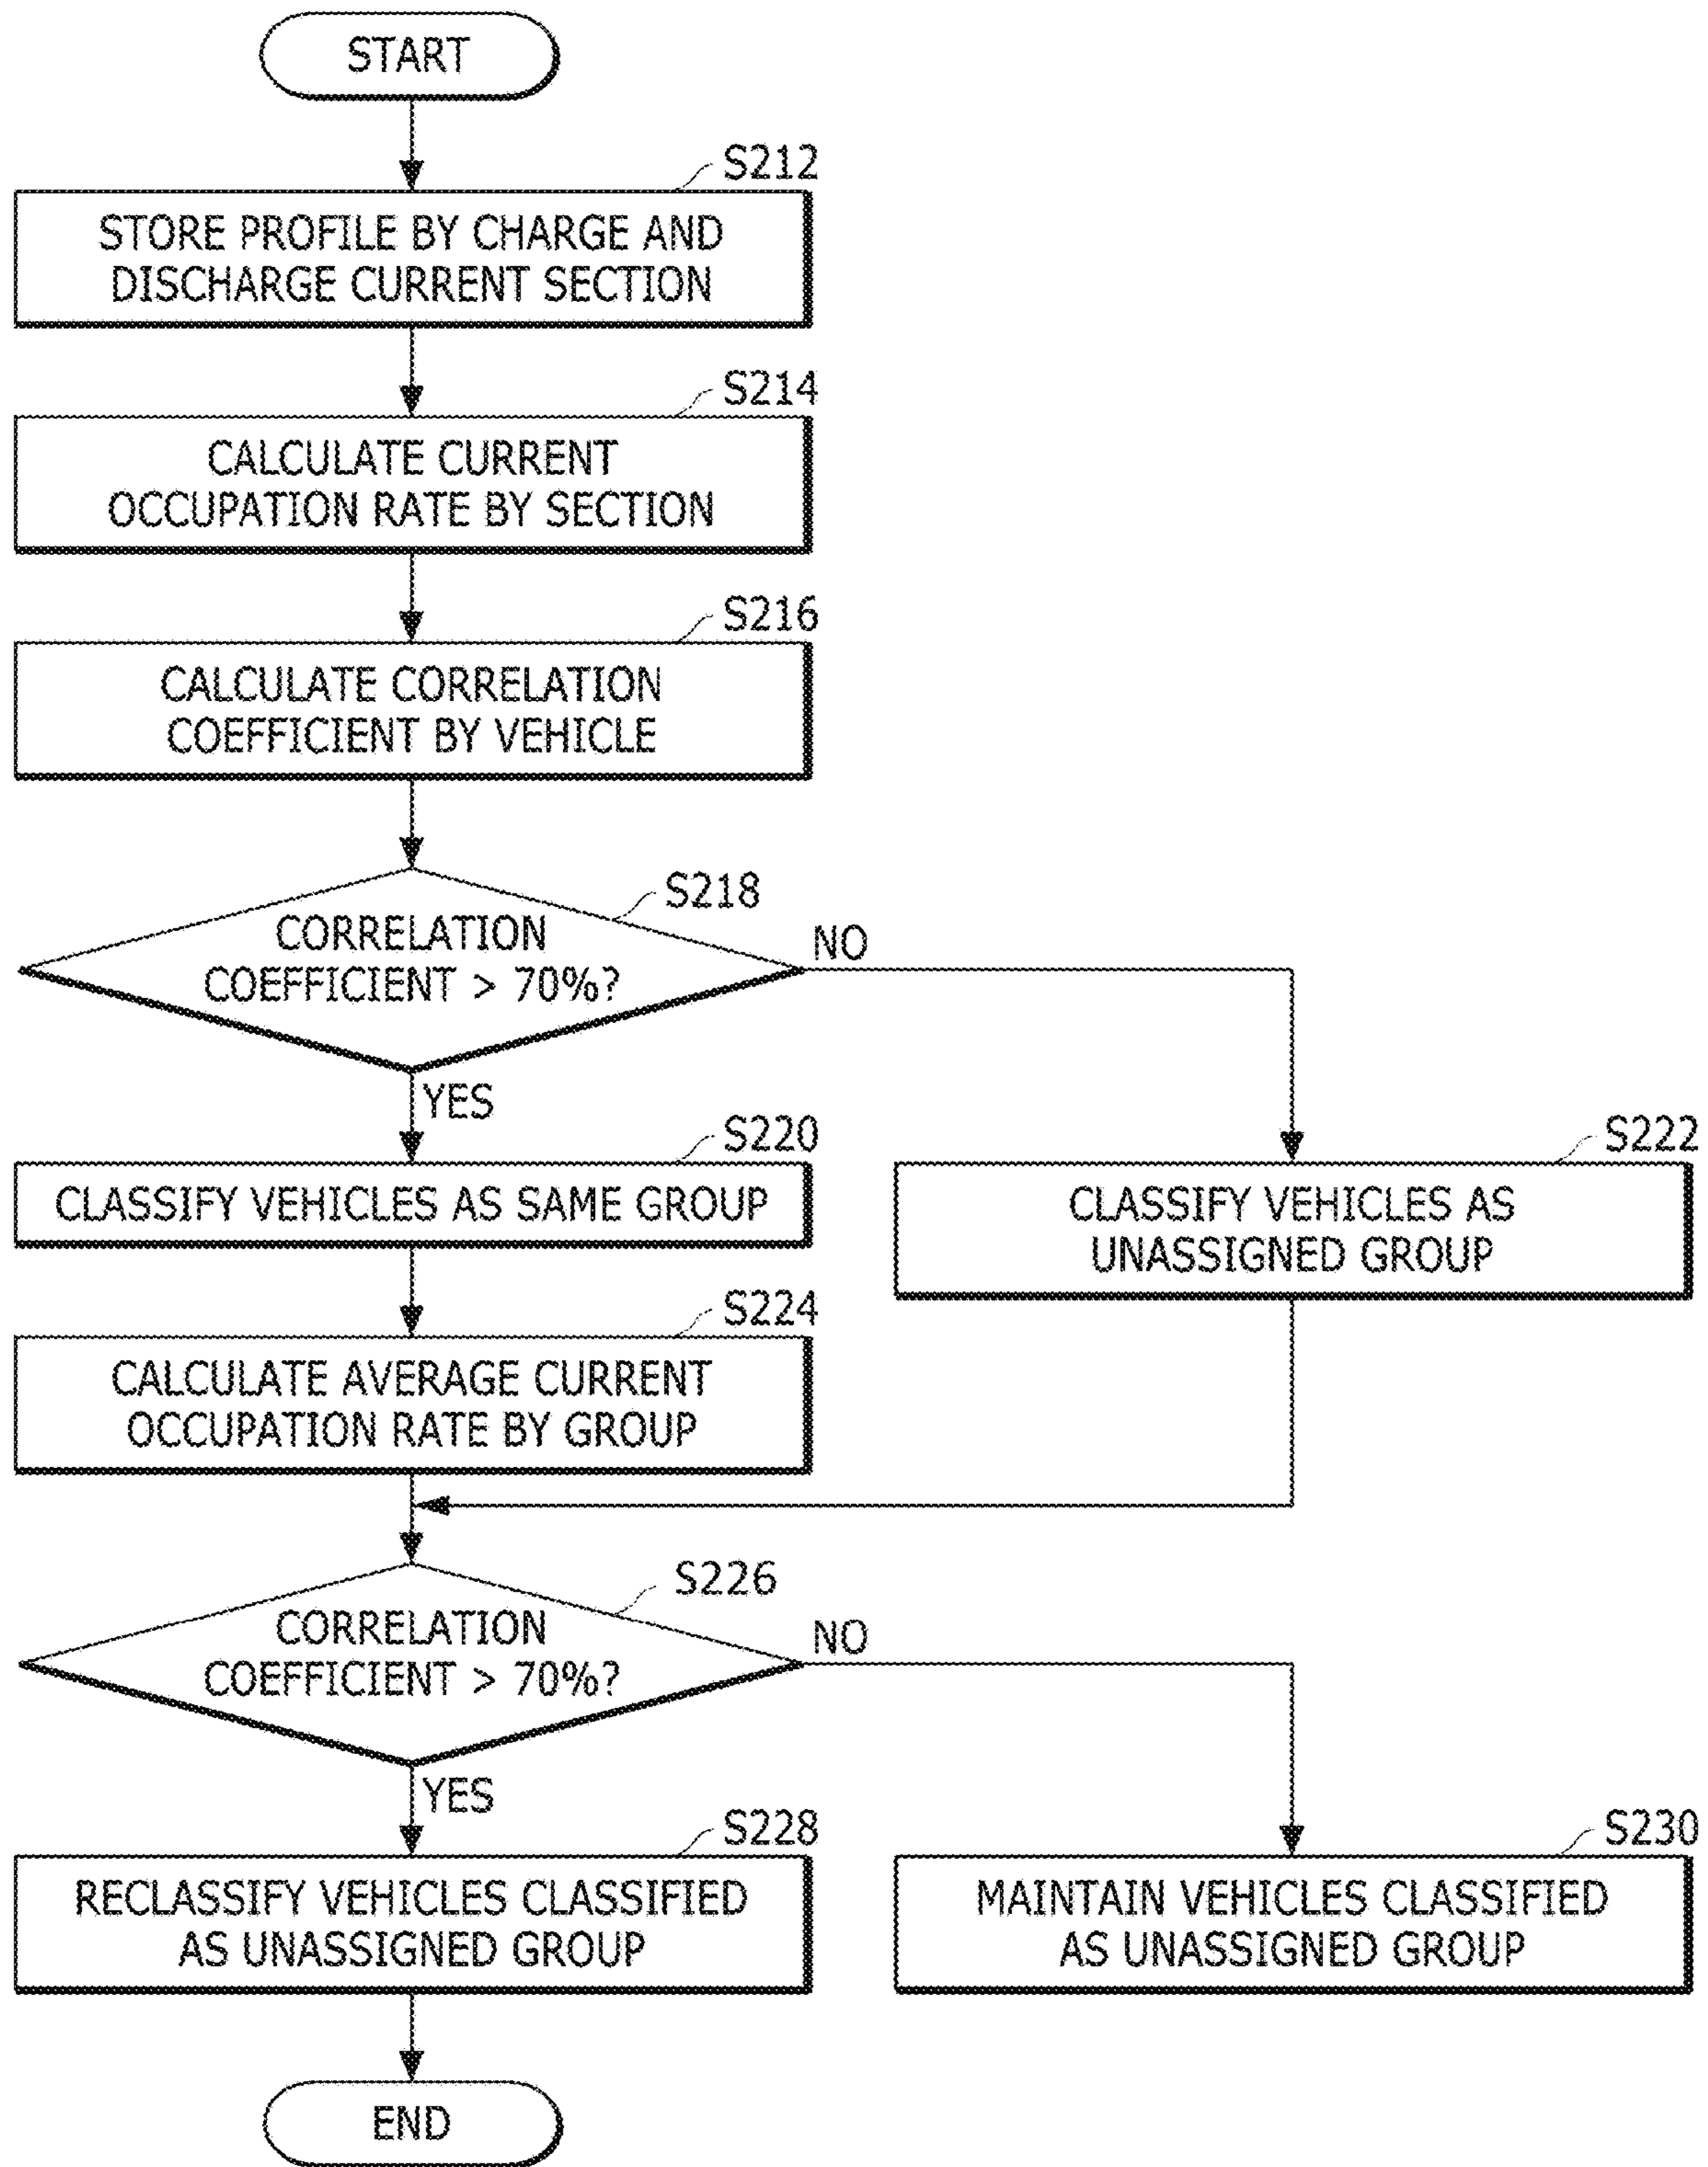 START
S212
STORE PROFILE BY CHARGE AND
DISCHARGE CURRENT SECTION
S214
CALCULATE CURRENT
OCCUPATION RATE BY SECTION
S216
CALCULATE CORRELATION
COEFFICIENT BY VEHICLE
S218
CORRELATION
COEFFICIENT > 70%?
NO
YES
S220
CLASSIFY VEHICLES AS SAME GROUP
S222
CLASSIFY VEHICLES AS
UNASSIGNED GROUP
S224
CALCULATE AVERAGE CURRENT
OCCUPATION RATE BY GROUP
S226
CORRELATION
COEFFICIENT > 70%?
NO
YES
S228
RECLASSIFY VEHICLES CLASSIFIED
AS UNASSIGNED GROUP
S230
MAINTAIN VEHICLES CLASSIFIED
AS UNASSIGNED GROUP
END